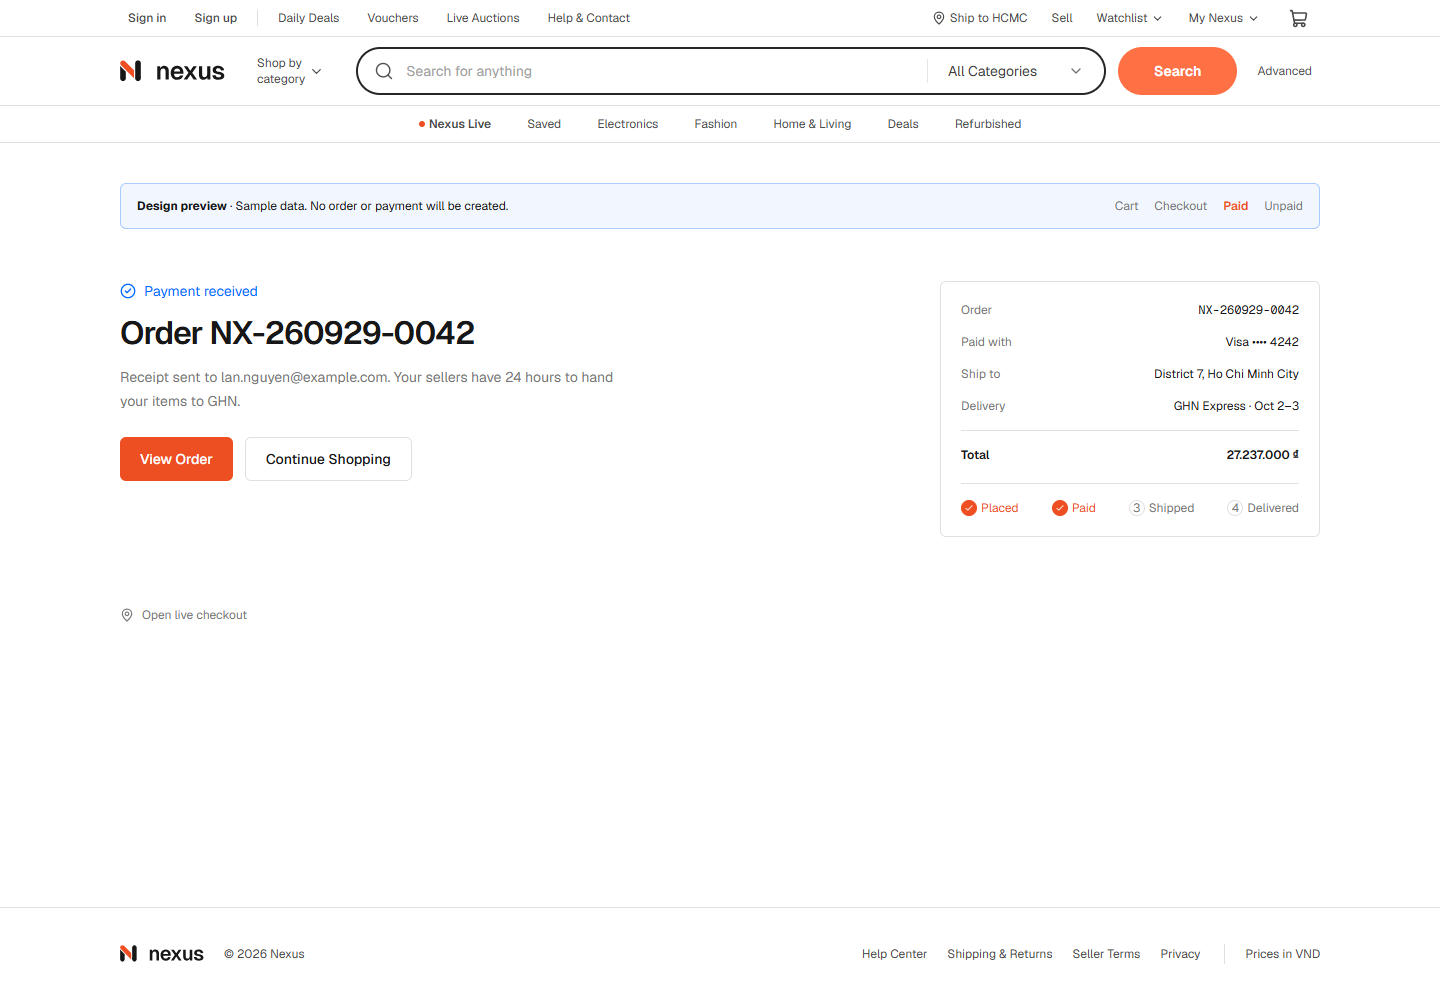 Sign in Sign up Daily Deals Vouchers Live Auctions Help & Contact Ship to HCMC Sell Watchlist My Nexus
nexus Shop by category Search for anything All Categories Search Advanced
Nexus Live Saved Electronics Fashion Home & Living Deals Refurbished
Design preview · Sample data. No order or payment will be created. Cart Checkout Paid Unpaid
Payment received
Order NX-260929-0042
Receipt sent to lan.nguyen@example.com. Your sellers have 24 hours to hand
your items to GHN.
View Order Continue Shopping
Order NX-260929-0042
Paid with Visa •••• 4242
Ship to District 7, Ho Chi Minh City
Delivery GHN Express · Oct 2–3
Total 27.237.000 ₫
Placed Paid 3 Shipped 4 Delivered
Open live checkout
nexus © 2026 Nexus Help Center Shipping & Returns Seller Terms Privacy Prices in VND